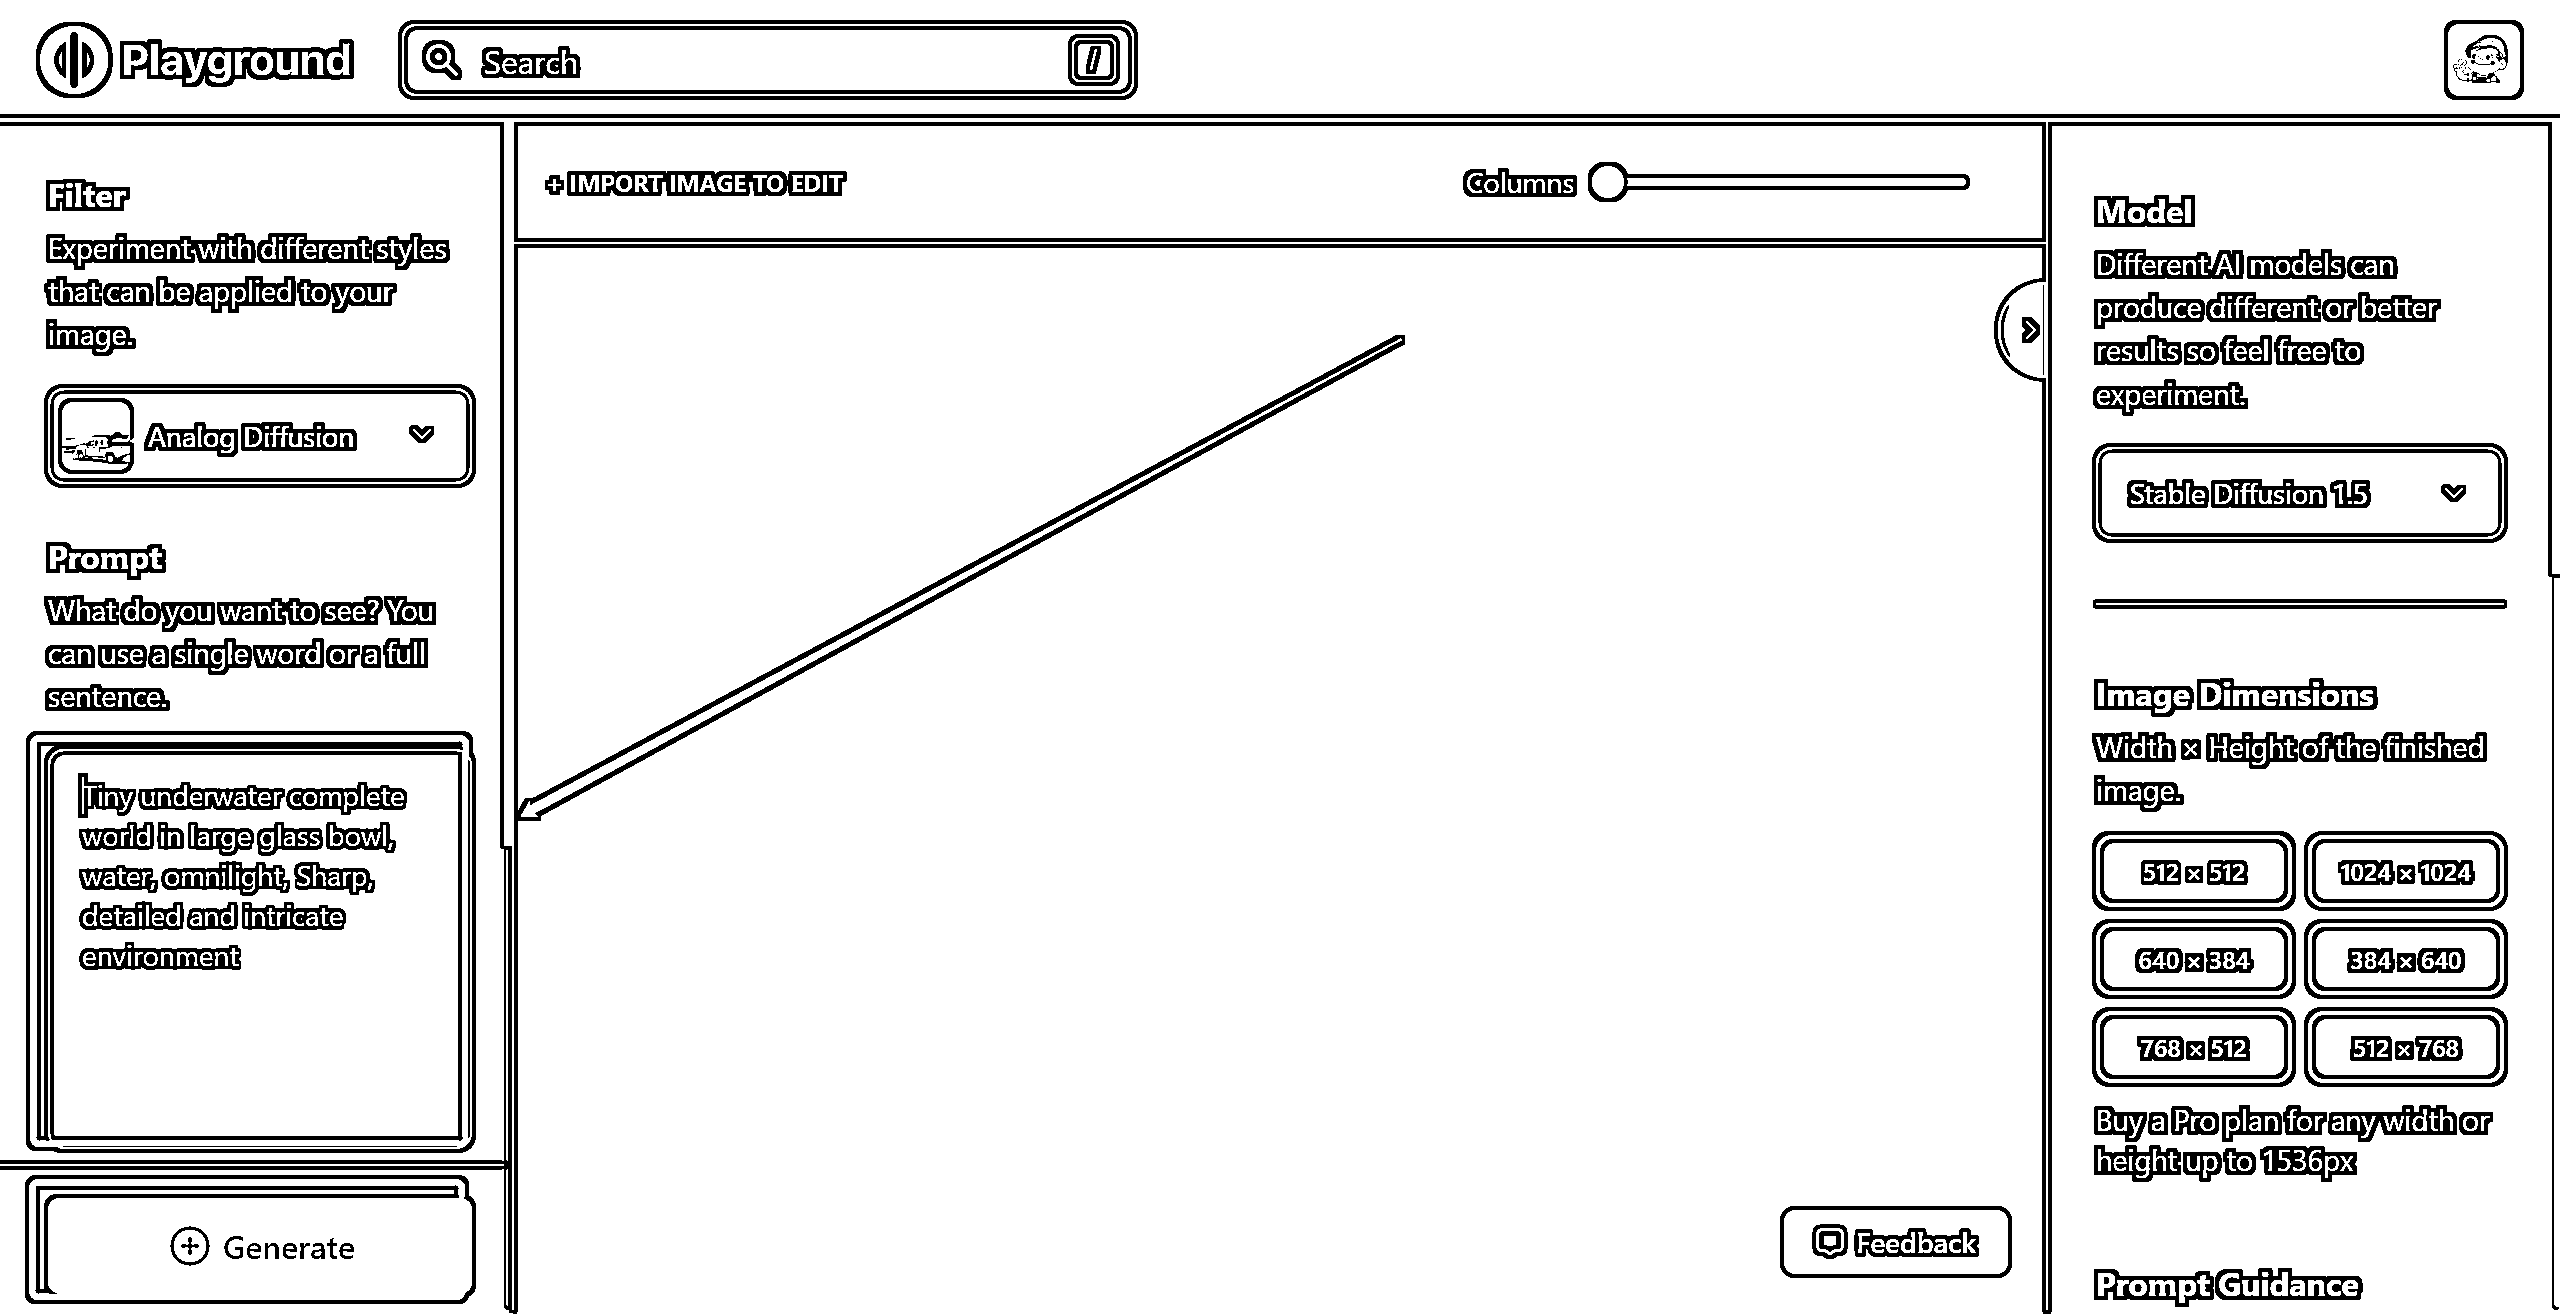 Playground
Search
/
Filter
Experiment with different styles
that can be applied to your
image.
Analog Diffusion
Prompt
What do you want to see? You
can use a single word or a full
sentence.
Tiny underwater complete
world in large glass bowl,
water, omnilight, Sharp,
detailed and intricate
environment
Generate
+ IMPORT IMAGE TO EDIT
Columns
Feedback
Model
Different AI models can
produce different or better
results so feel free to
experiment.
Stable Diffusion 1.5
Image Dimensions
Width × Height of the finished
image.
512 × 512
1024 × 1024
640 × 384
384 × 640
768 × 512
512 × 768
Buy a Pro plan for any width or
height up to 1536px
Prompt Guidance